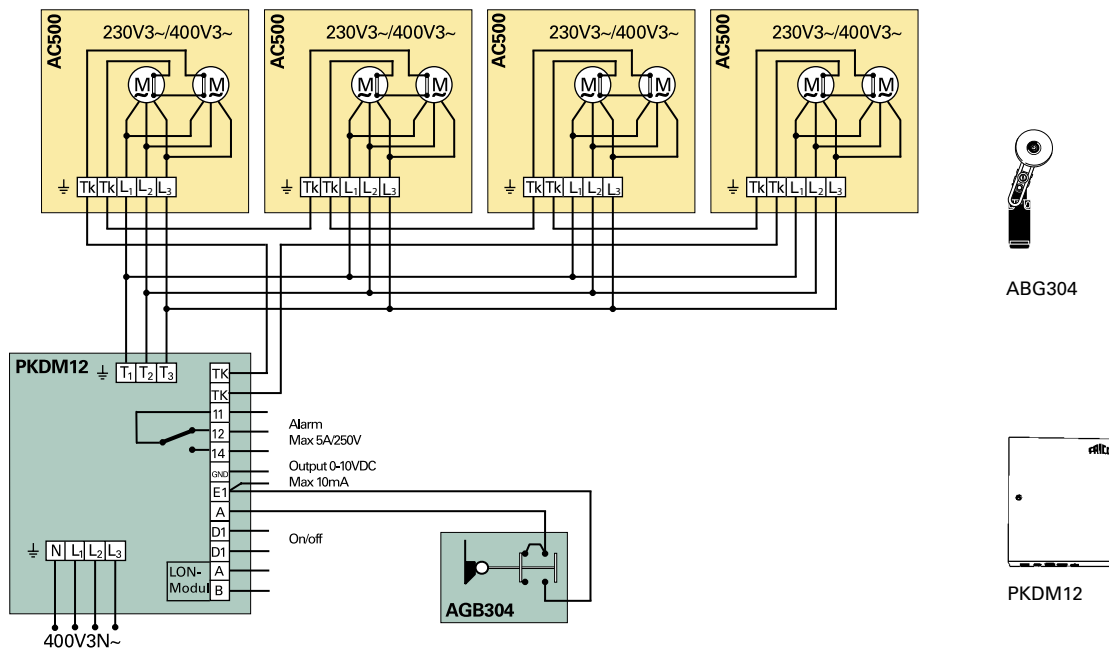 AC500
230V3~/400V3~
M
M
Tk Tk L1 L2 L3
AC500
230V3~/400V3~
M
M
Tk Tk L1 L2 L3
AC500
230V3~/400V3~
M
M
Tk Tk L1 L2 L3
AC500
230V3~/400V3~
M
M
Tk Tk L1 L2 L3
ABG304
PKDM12
T1 T2 T3
TK
TK
11
12
14
GND
E1
A
D1
D1
A
B
Alarm
Max 5A/250V
Output 0-10VDC
Max 10mA
On/off
LON-
Modul
N L1 L2 L3
400V3N~
AGB304
FRICO
PKDM12